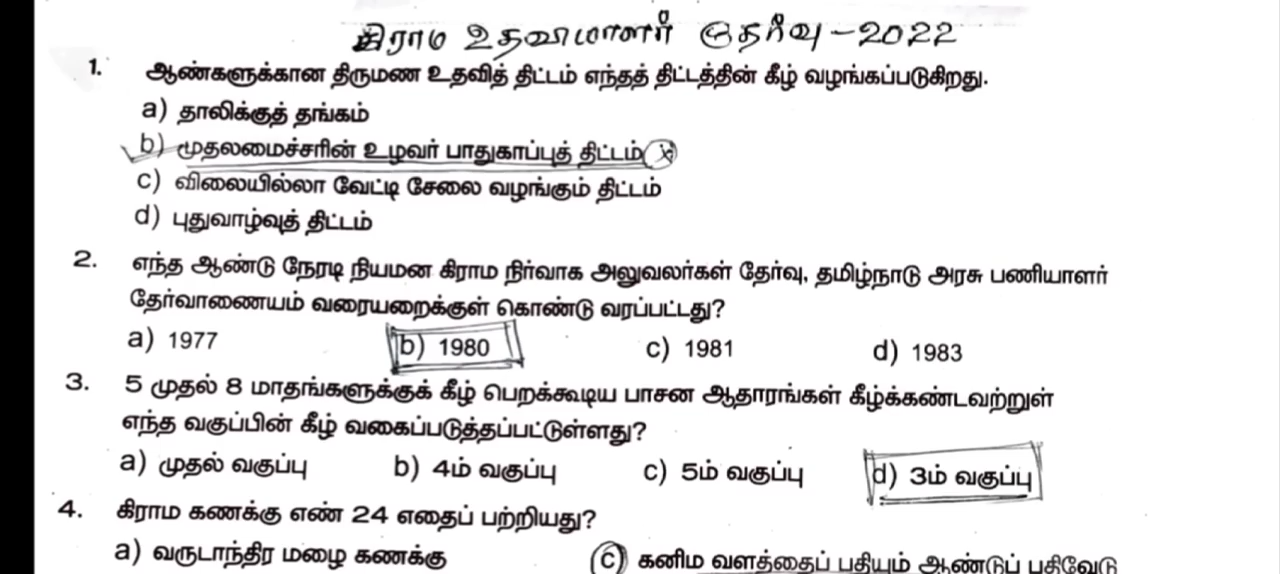 கிராம உதவியாளர் தேர்வு - 2022
1. ஆண்களுக்கான திருமண உதவித் திட்டம் எந்தத் திட்டத்தின் கீழ் வழங்கப்படுகிறது.
a) தாலிக்குத் தங்கம்
b) முதலமைச்சரின் உழவர் பாதுகாப்புத் திட்டம்
c) விலையில்லா வேட்டி சேலை வழங்கும் திட்டம்
d) புதுவாழ்வுத் திட்டம்
2. எந்த ஆண்டு நேரடி நியமன கிராம நிர்வாக அலுவலர்கள் தேர்வு, தமிழ்நாடு அரசு பணியாளர்
தேர்வாணையம் வரையறைக்குள் கொண்டு வரப்பட்டது?
a) 1977 b) 1980 c) 1981 d) 1983
3. 5 முதல் 8 மாதங்களுக்குக் கீழ் பெறக்கூடிய பாசன ஆதாரங்கள் கீழ்க்கண்டவற்றுள்
எந்த வகுப்பின் கீழ் வகைப்படுத்தப்பட்டுள்ளது?
a) முதல் வகுப்பு b) 4ம் வகுப்பு c) 5ம் வகுப்பு d) 3ம் வகுப்பு
4. கிராம கணக்கு எண் 24 எதைப் பற்றியது?
a) வருடாந்திர மழை கணக்கு c) கனிம வளத்தைப் பதியும் ஆண்டுப் பதிவேடு